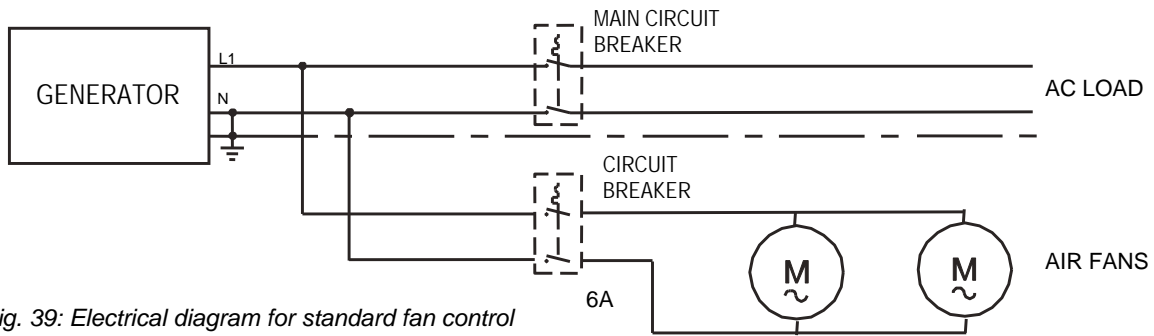 MAIN CIRCUIT
BREAKER
L1
GENERATOR
N
AC LOAD
CIRCUIT
BREAKER
M
M
AIR FANS
6A
ig. 39: Electrical diagram for standard fan control